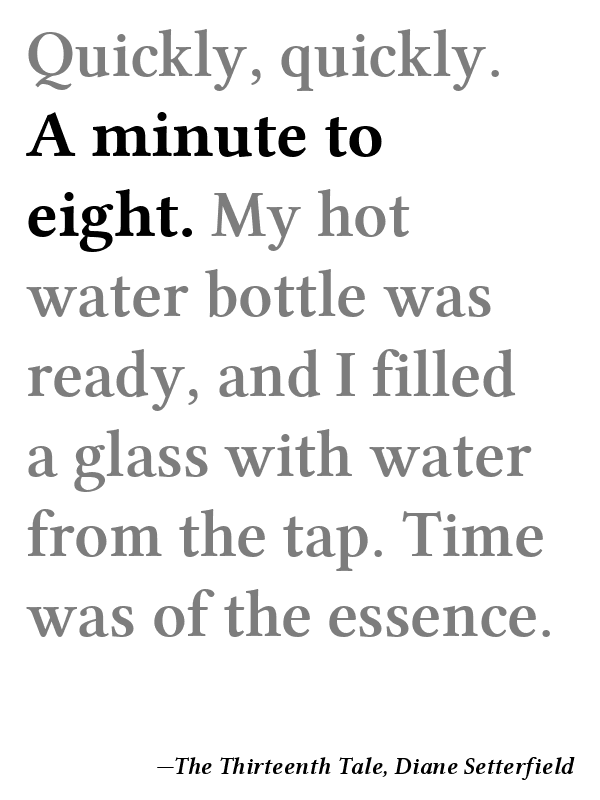 Quickly, quickly.
A minute to
eight. My hot
water bottle was
ready, and I filled
a glass with water
from the tap. Time
was of the essence.
—The Thirteenth Tale, Diane Setterfield